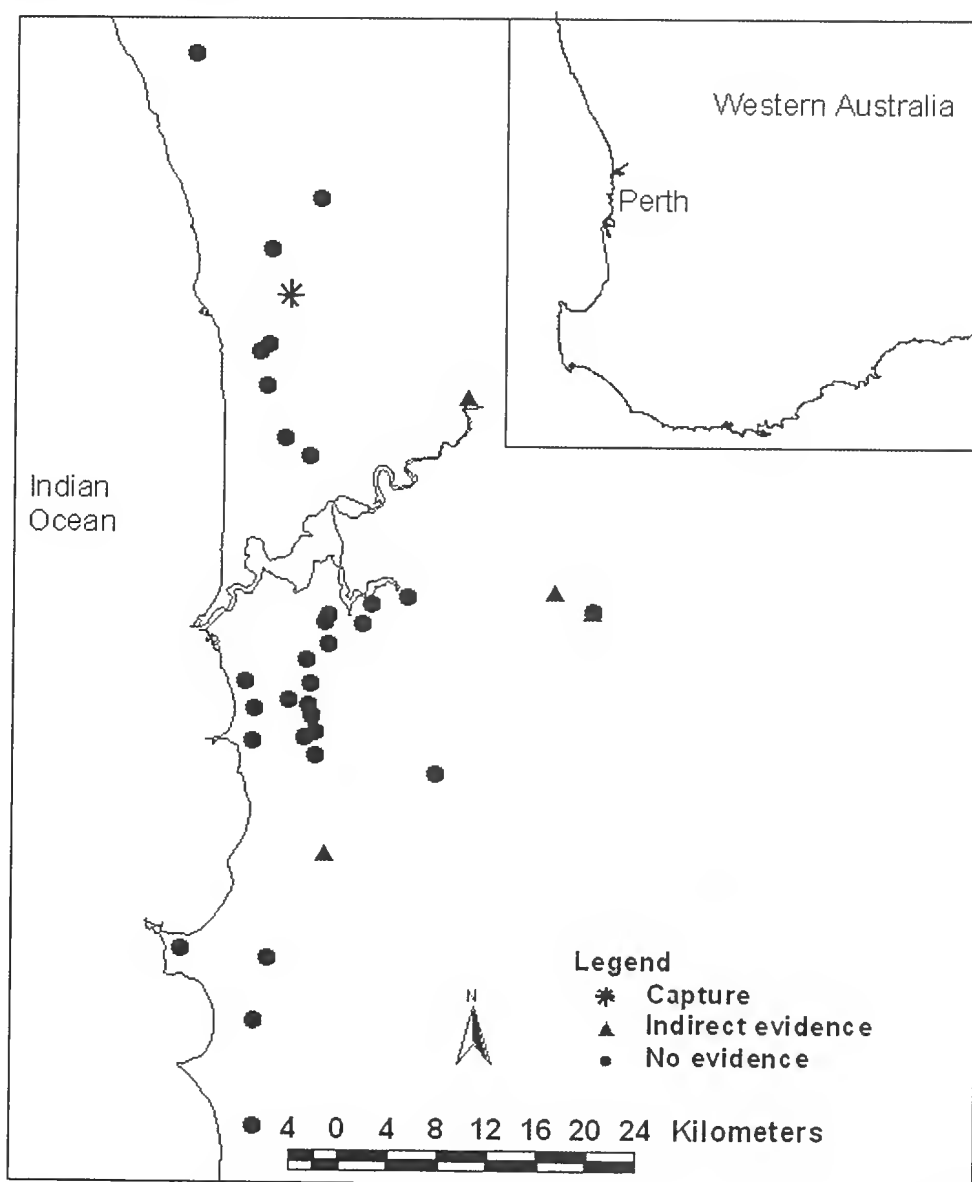 Western Australia
Perth
Indian
Ocean
Legend
Capture
Indirect evidence
No evidence
N
4 0 4 8 12 16 20 24 Kilometers